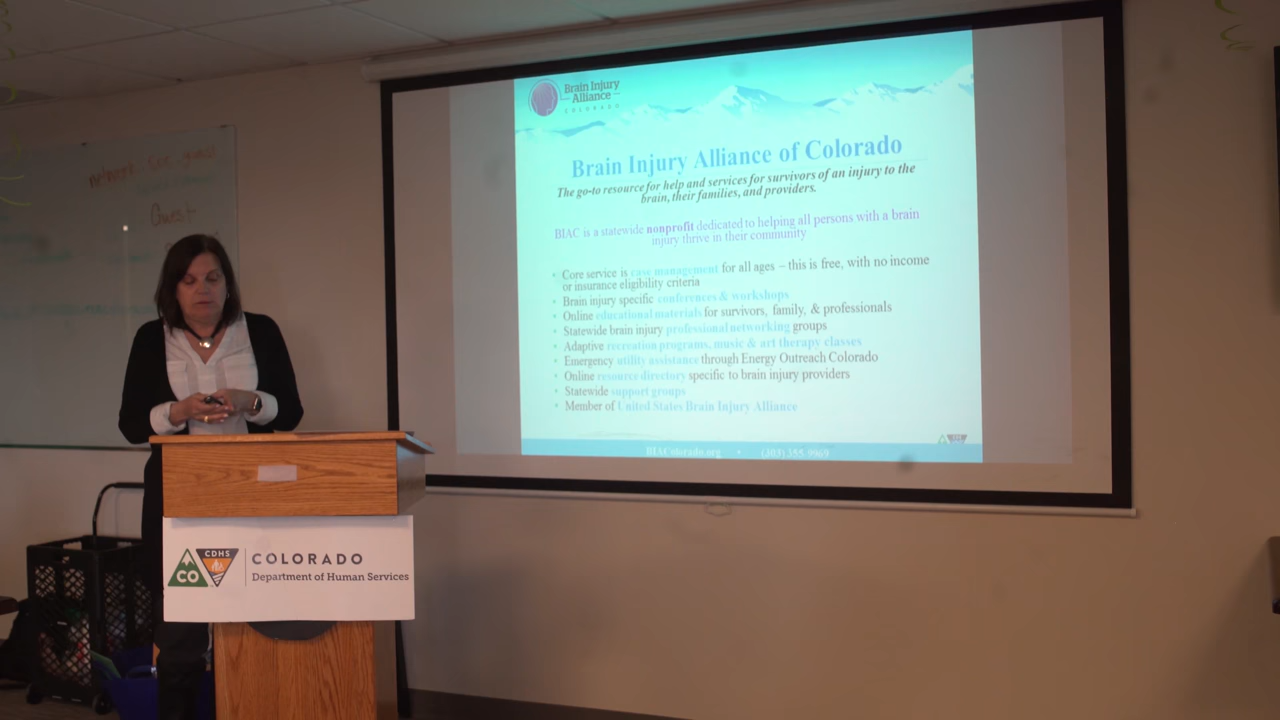 network
Guest
Brain Injury
Alliance
COLORADO
Brain Injury Alliance of Colorado
The go-to resource for help and services for survivors of an injury to the
brain, their families, and providers.
BIAC is a statewide nonprofit dedicated to helping all persons with a brain
injury thrive in their community
• Core service is case management for all ages – this is free, with no income
or insurance eligibility criteria
• Brain injury specific conferences & workshops
• Online educational materials for survivors, family, & professionals
• Statewide brain injury professional networking groups
• Adaptive recreation programs, music & art therapy classes
• Emergency utility assistance through Energy Outreach Colorado
• Online resource directory specific to brain injury providers
• Statewide support groups
• Member of United States Brain Injury Alliance
BIAColorado.org • (303) 355-9969
CO
CDHS
COLORADO
Department of Human Services